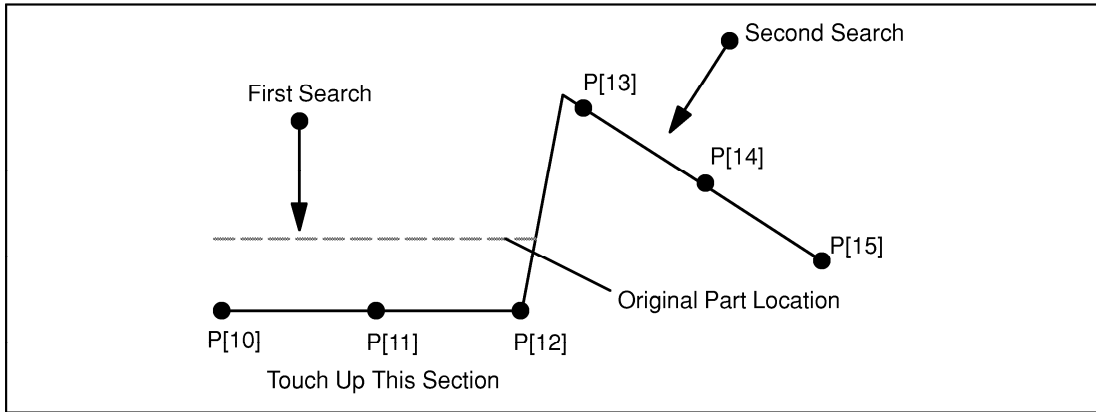 Second Search
First Search
P[13]
P[14]
P[15]
Original Part Location
P[10]
P[11]
P[12]
Touch Up This Section